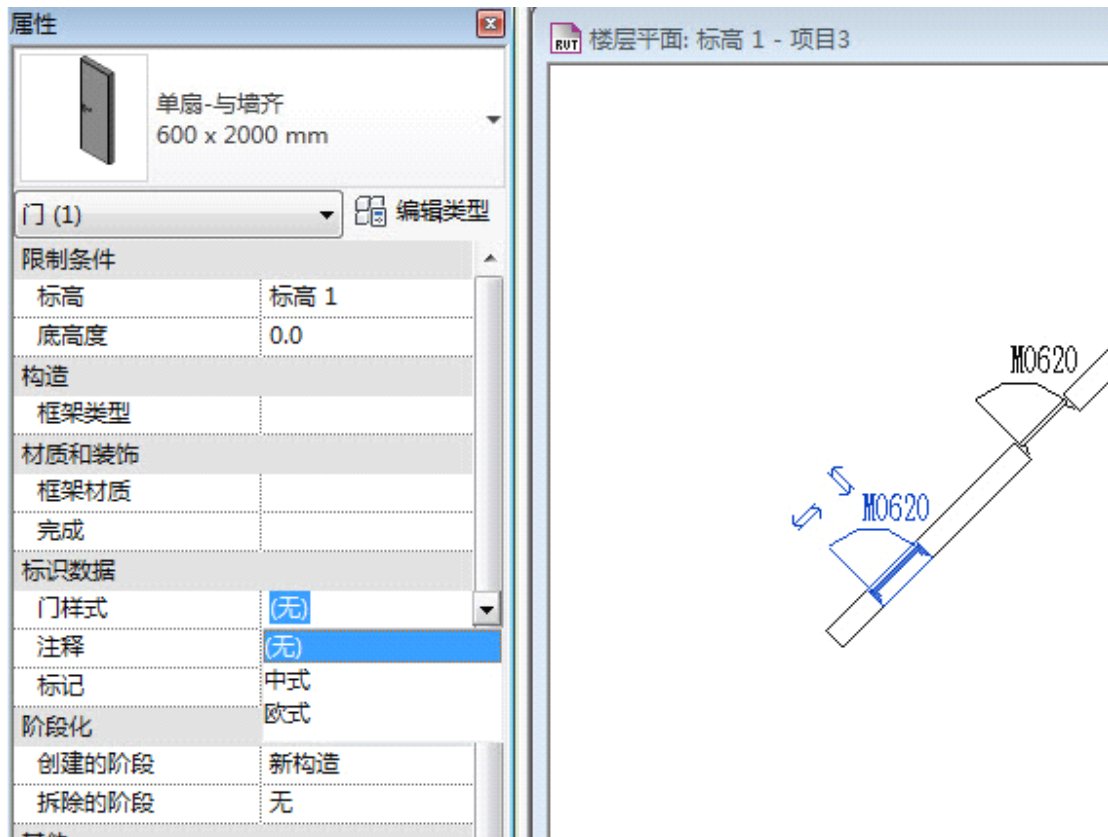 属性
单扇-与墙齐
600 x 2000 mm
门 (1)
编辑类型
限制条件
标高 标高 1
底高度 0.0
构造
框架类型
材质和装饰
框架材质
完成
标识数据
门样式 (无)
注释 (无)
标记 中式
欧式
阶段化
创建的阶段 新构造
拆除的阶段 无
RVT 楼层平面: 标高 1 - 项目3
M0620
M0620